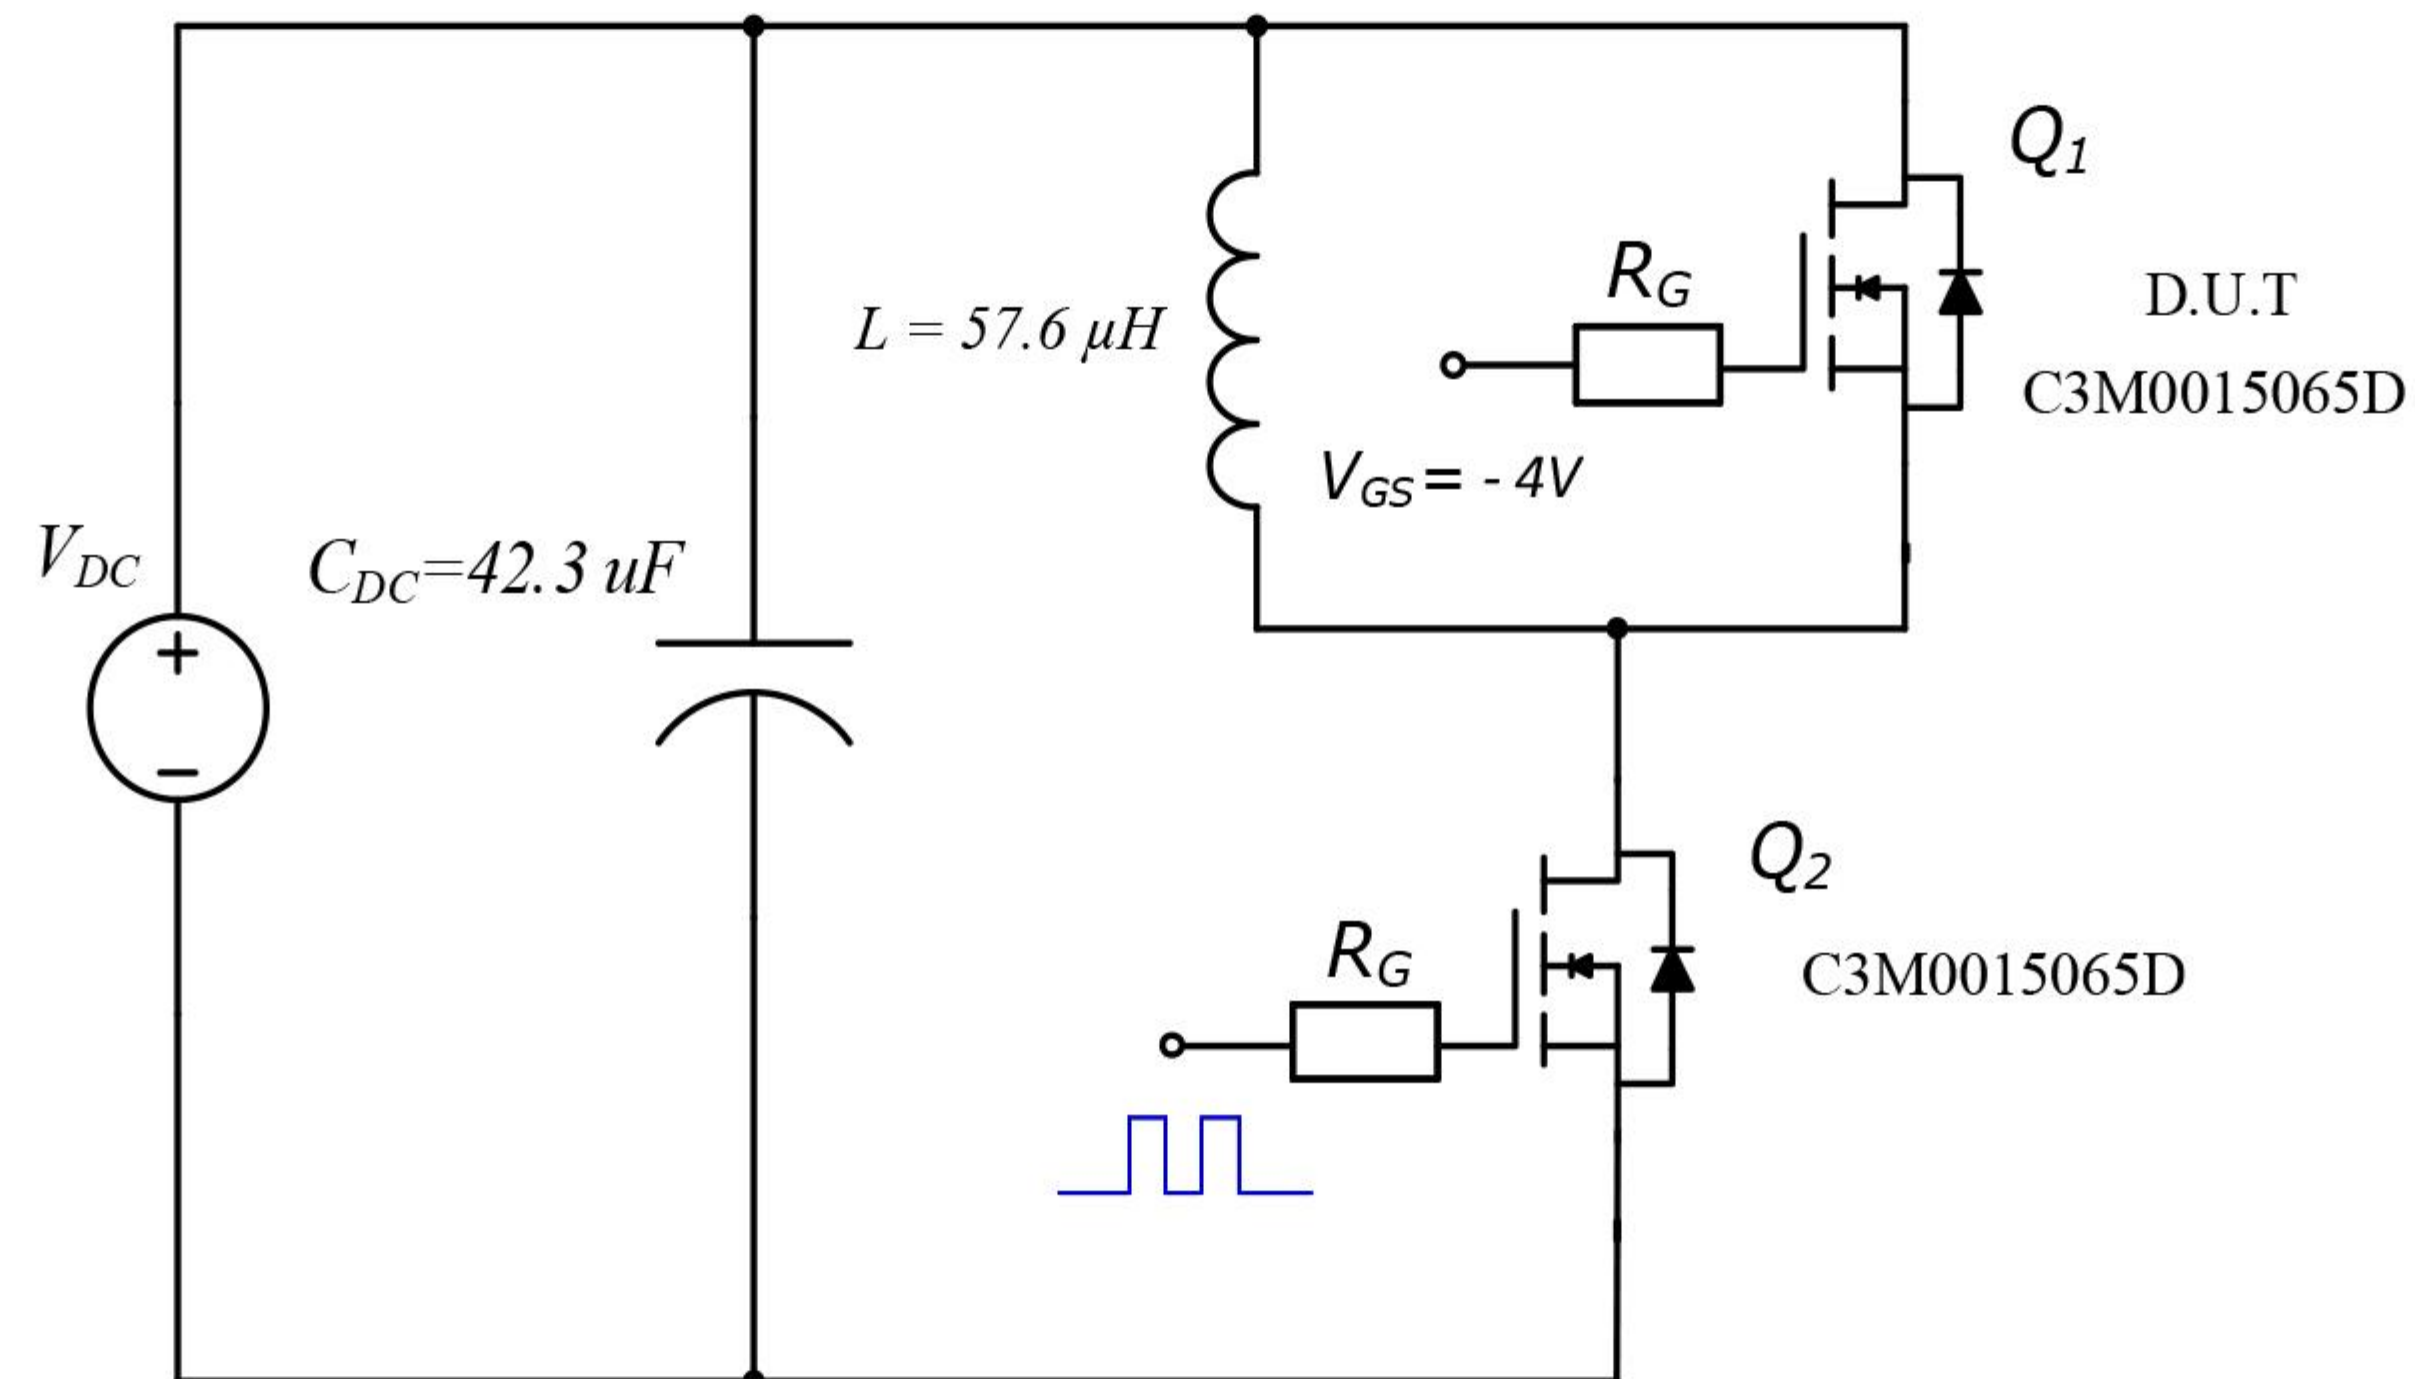 Q1
RG
D.U.T
L = 57.6 μH
C3M0015065D
VGS = - 4V
VDC
CDC=42.3 uF
+
−
Q2
RG
C3M0015065D